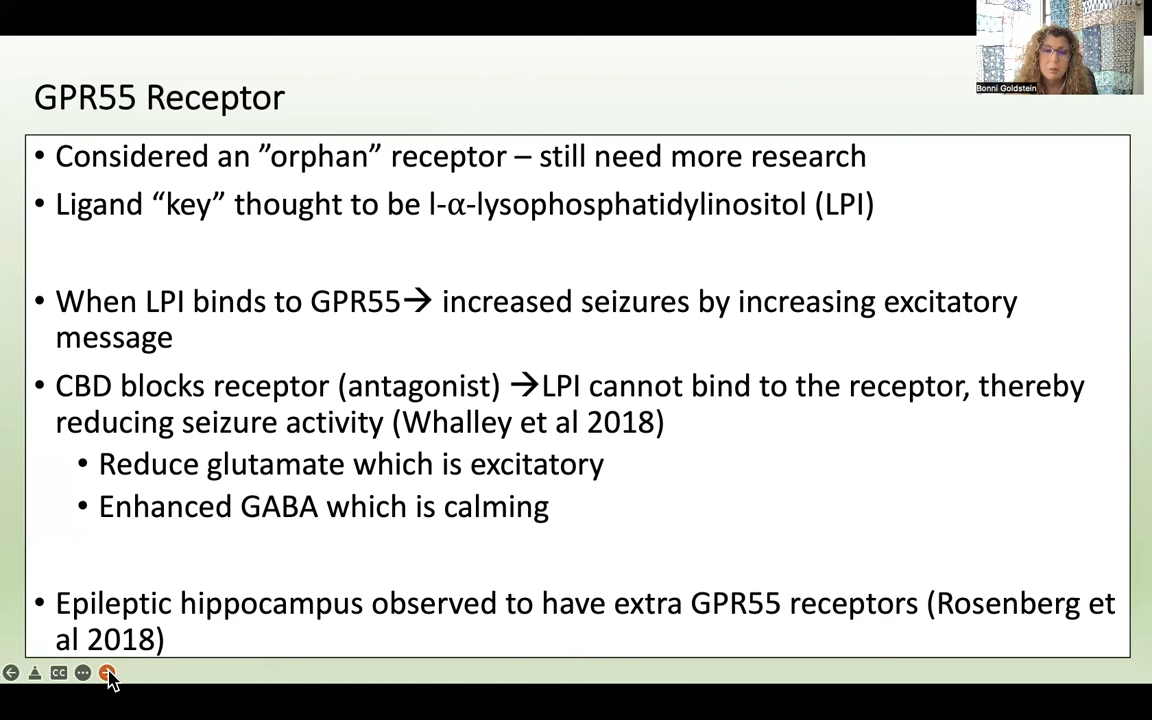 Bonni Goldstein
GPR55 Receptor
• Considered an ”orphan” receptor – still need more research
• Ligand “key” thought to be l-α-lysophosphatidylinositol (LPI)
• When LPI binds to GPR55→ increased seizures by increasing excitatory
message
• CBD blocks receptor (antagonist) →LPI cannot bind to the receptor, thereby
reducing seizure activity (Whalley et al 2018)
• Reduce glutamate which is excitatory
• Enhanced GABA which is calming
• Epileptic hippocampus observed to have extra GPR55 receptors (Rosenberg et
al 2018)
CC